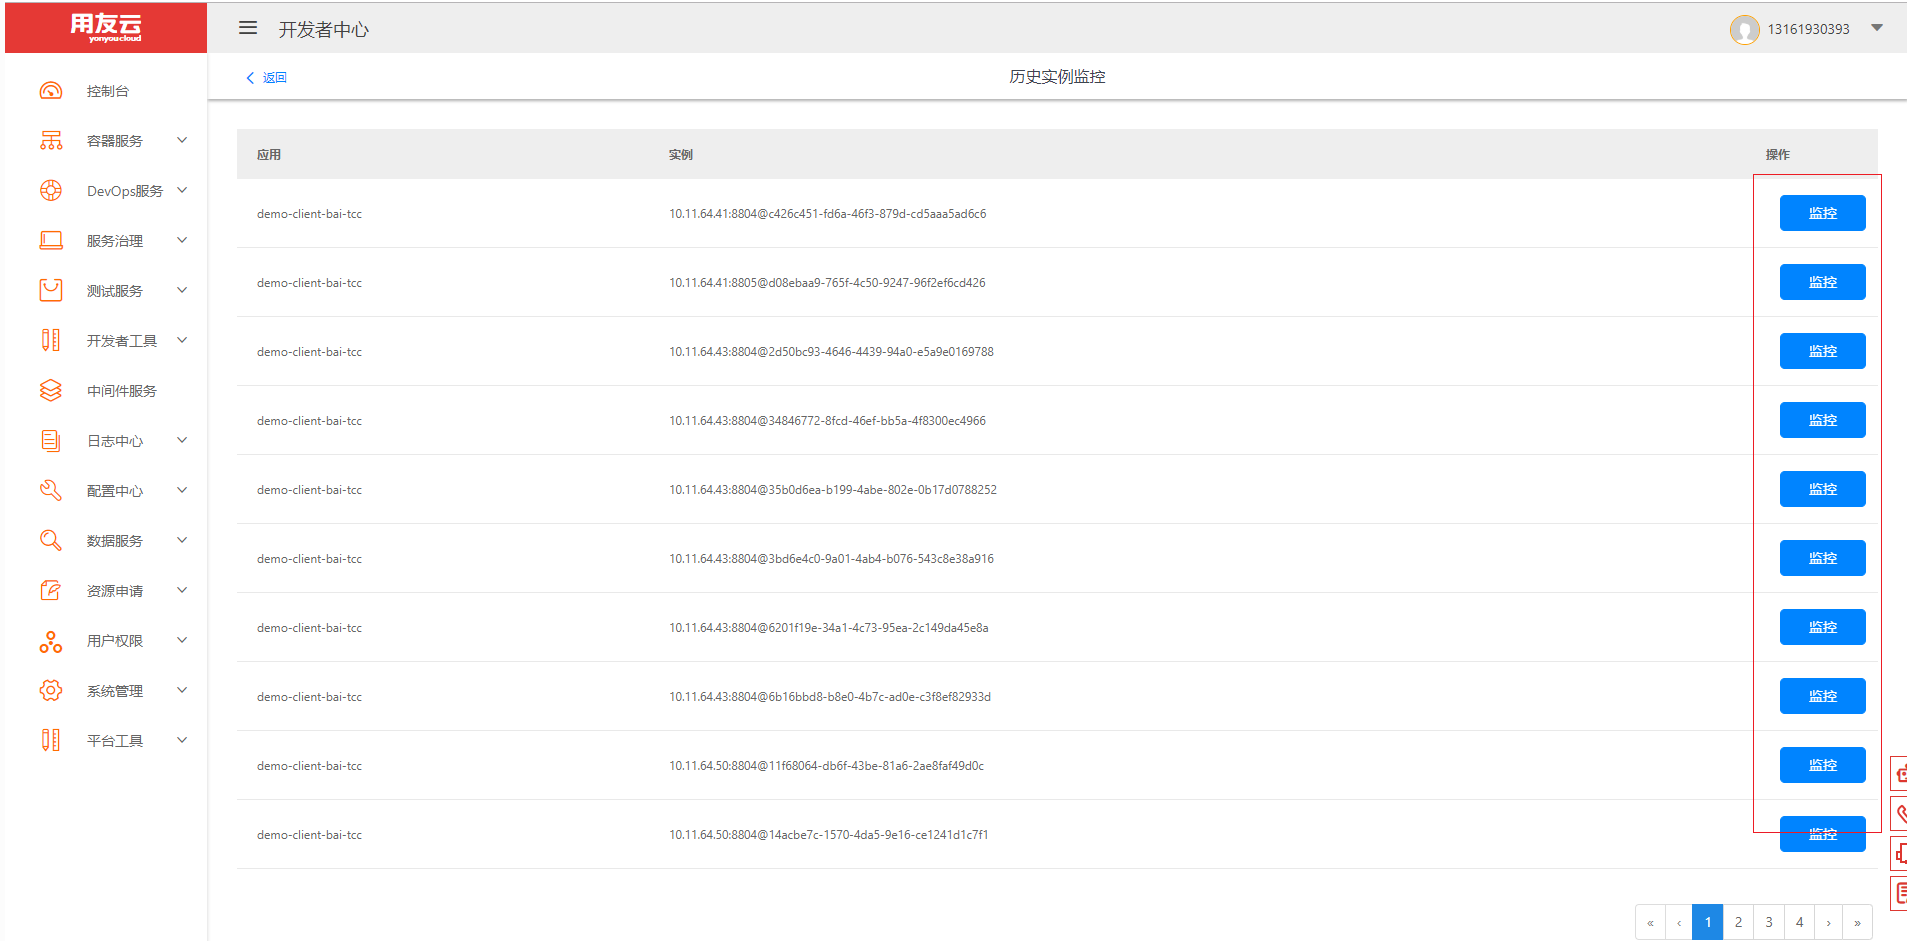 用友云
yonyoucloud
开发者中心
13161930393
返回
历史实例监控
控制台
容器服务
DevOps服务
服务治理
测试服务
开发者工具
中间件服务
日志中心
配置中心
数据服务
资源申请
用户权限
系统管理
平台工具
应用 实例 操作
demo-client-bai-tcc 10.11.64.41:8804@c426c451-fd6a-46f3-879d-cd5aaa5ad6c6 监控
demo-client-bai-tcc 10.11.64.41:8805@d08ebaa9-765f-4c50-9247-96f2ef6cd426 监控
demo-client-bai-tcc 10.11.64.43:8804@2d50bc93-4646-4439-94a0-e5a9e0169788 监控
demo-client-bai-tcc 10.11.64.43:8804@34846772-8fcd-46ef-bb5a-4f8300ec4966 监控
demo-client-bai-tcc 10.11.64.43:8804@35b0d6ea-b199-4abe-802e-0b17d0788252 监控
demo-client-bai-tcc 10.11.64.43:8804@3bd6e4c0-9a01-4ab4-b076-543c8e38a916 监控
demo-client-bai-tcc 10.11.64.43:8804@6201f19e-34a1-4c73-95ea-2c149da45e8a 监控
demo-client-bai-tcc 10.11.64.43:8804@6b16bbd8-b8e0-4b7c-ad0e-c3f8ef82933d 监控
demo-client-bai-tcc 10.11.64.50:8804@11f68064-db6f-43be-81a6-2ae8faf49d0c 监控
demo-client-bai-tcc 10.11.64.50:8804@14acbe7c-1570-4da5-9e16-ce1241d1c7f1 监控
« ‹ 1 2 3 4 › »